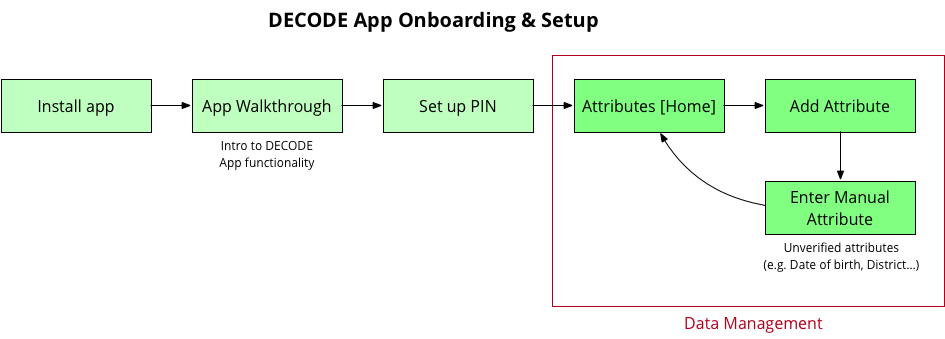 DECODE App Onboarding & Setup
Install app
App Walkthrough
Intro to DECODE
App functionality
Set up PIN
Attributes [Home]
Add Attribute
Enter Manual
Attribute
Unverified attributes
(e.g. Date of birth, District...)
Data Management